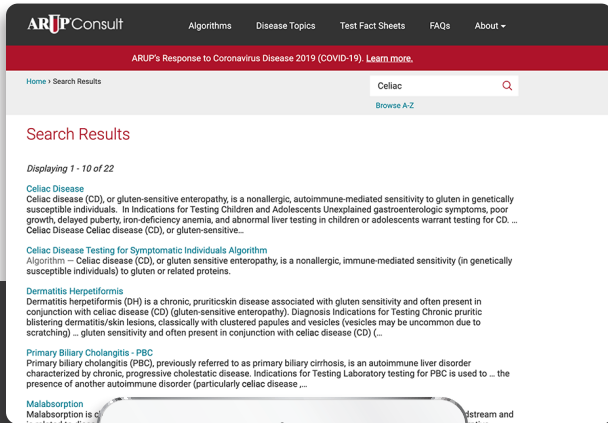 ARUP Consult
Algorithms Disease Topics Test Fact Sheets FAQs About
ARUP's Response to Coronavirus Disease 2019 (COVID-19). Learn more.
Home › Search Results
Celiac
Browse A-Z
Search Results
Displaying 1 - 10 of 22
Celiac Disease
Celiac disease (CD), or gluten-sensitive enteropathy, is a nonallergic, autoimmune-mediated sensitivity to gluten in genetically
susceptible individuals. In Indications for Testing Children and Adolescents Unexplained gastroenterologic symptoms, poor
growth, delayed puberty, iron-deficiency anemia, and abnormal liver testing in children or adolescents warrant testing for CD. ...
Celiac Disease Celiac disease (CD), or gluten-sensitive...
Celiac Disease Testing for Symptomatic Individuals Algorithm
Algorithm — Celiac disease (CD), or gluten sensitive enteropathy, is a nonallergic, immune-mediated sensitivity (in genetically
susceptible individuals) to gluten or related proteins.
Dermatitis Herpetiformis
Dermatitis herpetiformis (DH) is a chronic, pruriticskin disease associated with gluten sensitivity and often present in
conjunction with celiac disease (CD) (gluten-sensitive enteropathy). Diagnosis Indications for Testing Chronic pruritic
blistering dermatitis/skin lesions, classically with clustered papules and vesicles (vesicles may be uncommon due to
scratching) ... gluten sensitivity and often present in conjunction with celiac disease (CD) (...
Primary Biliary Cholangitis - PBC
Primary biliary cholangitis (PBC), previously referred to as primary biliary cirrhosis, is an autoimmune liver disorder
characterized by chronic, progressive cholestatic disease. Indications for Testing Laboratory testing for PBC is used to ... the
presence of another autoimmune disorder (particularly celiac disease ,...
Malabsorption
Malabsorption is dstream and